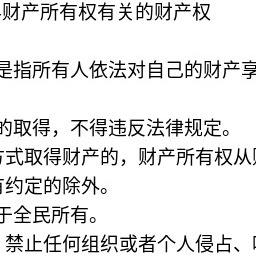 财产所有权有关的财产权
是指所有人依法对自己的财产享
的取得，不得违反法律规定。
方式取得财产的，财产所有权从
有约定的除外。
于全民所有。
禁止任何组织或者个人侵占、